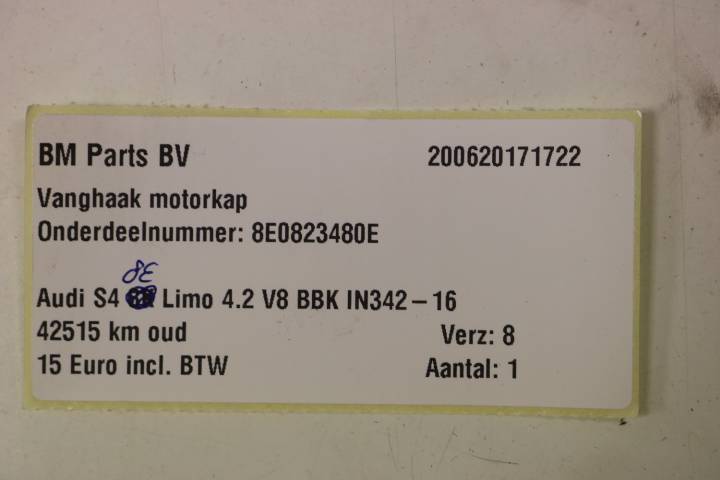 BM Parts BV 200620171722
Vanghaak motorkap
Onderdeelnummer: 8E0823480E
8E
Audi S4 Limo 4.2 V8 BBK IN342-16
42515 km oud Verz: 8
15 Euro incl. BTW Aantal: 1